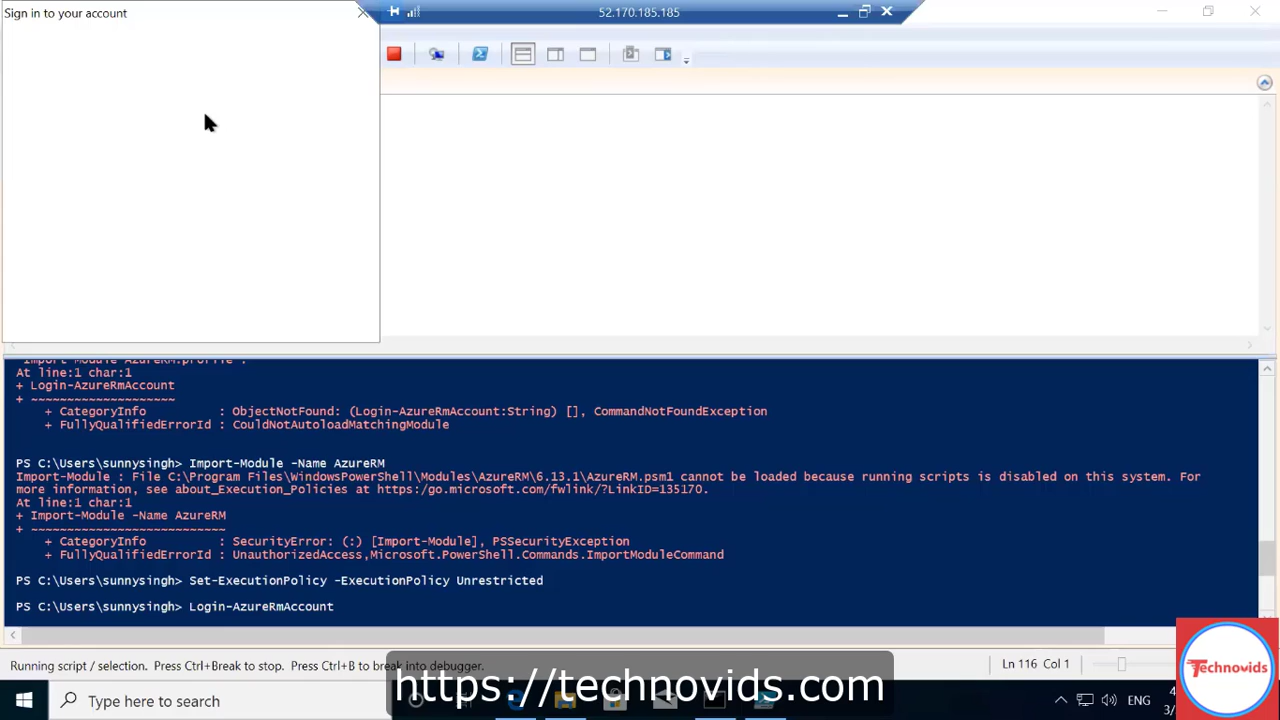 Sign in to your account
52.170.185.185
Import-Module AzureRM.profile'.
At line:1 char:1
+ Login-AzureRmAccount
+ ~~~~~~~~~~~~~~~~~~~~
+ CategoryInfo : ObjectNotFound: (Login-AzureRmAccount:String) [], CommandNotFoundException
+ FullyQualifiedErrorId : CouldNotAutoloadMatchingModule
PS C:\Users\sunnysingh> Import-Module -Name AzureRM
Import-Module : File C:\Program Files\WindowsPowerShell\Modules\AzureRM\6.13.1\AzureRM.psm1 cannot be loaded because running scripts is disabled on this system. For
more information, see about_Execution_Policies at https:/go.microsoft.com/fwlink/?LinkID=135170.
At line:1 char:1
+ Import-Module -Name AzureRM
+ ~~~~~~~~~~~~~~~~~~~~~~~~~~~
+ CategoryInfo : SecurityError: (:) [Import-Module], PSSecurityException
+ FullyQualifiedErrorId : UnauthorizedAccess,Microsoft.PowerShell.Commands.ImportModuleCommand
PS C:\Users\sunnysingh> Set-ExecutionPolicy -ExecutionPolicy Unrestricted
PS C:\Users\sunnysingh> Login-AzureRmAccount
Running script / selection. Press Ctrl+Break to stop. Press Ctrl+B to break into debugger.
Ln 116 Col 1
https://technovids.com
Technovids
Type here to search
ENG